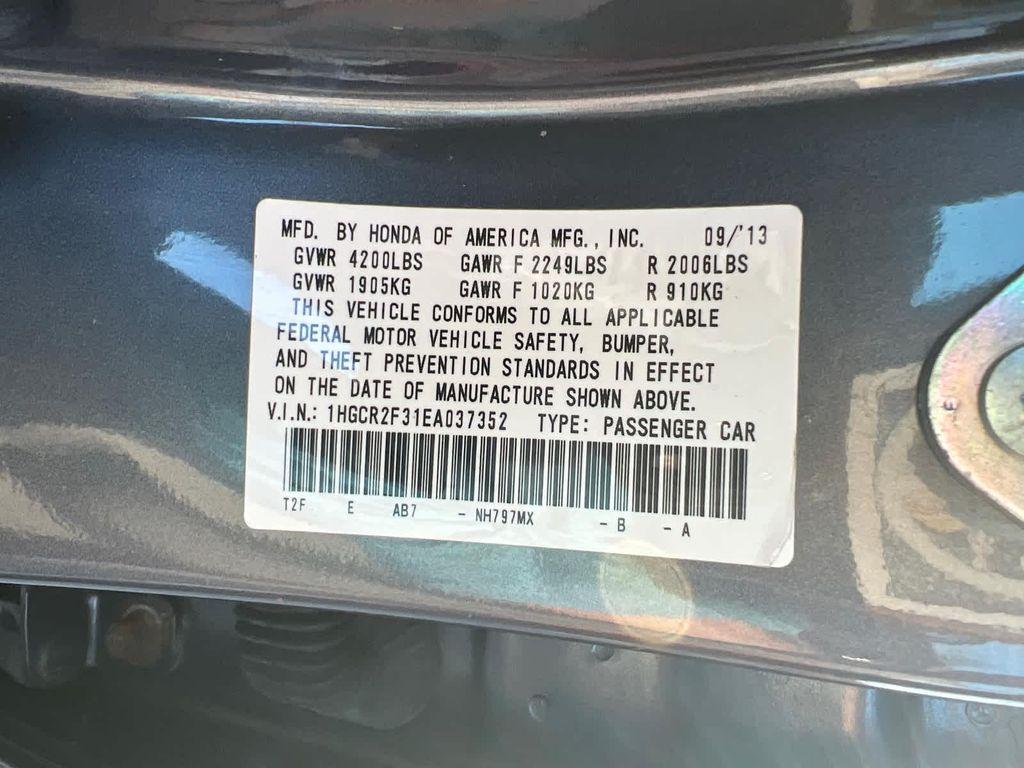 MFD. BY HONDA OF AMERICA MFG., INC. 09/'13
GVWR 4200LBS GAWR F 2249LBS R 2006LBS
GVWR 1905KG GAWR F 1020KG R 910KG
THIS VEHICLE CONFORMS TO ALL APPLICABLE
FEDERAL MOTOR VEHICLE SAFETY, BUMPER,
AND THEFT PREVENTION STANDARDS IN EFFECT
ON THE DATE OF MANUFACTURE SHOWN ABOVE.
V.I.N.: 1HGCR2F31EA037352 TYPE: PASSENGER CAR
T2F E AB7 - NH797MX - B - A